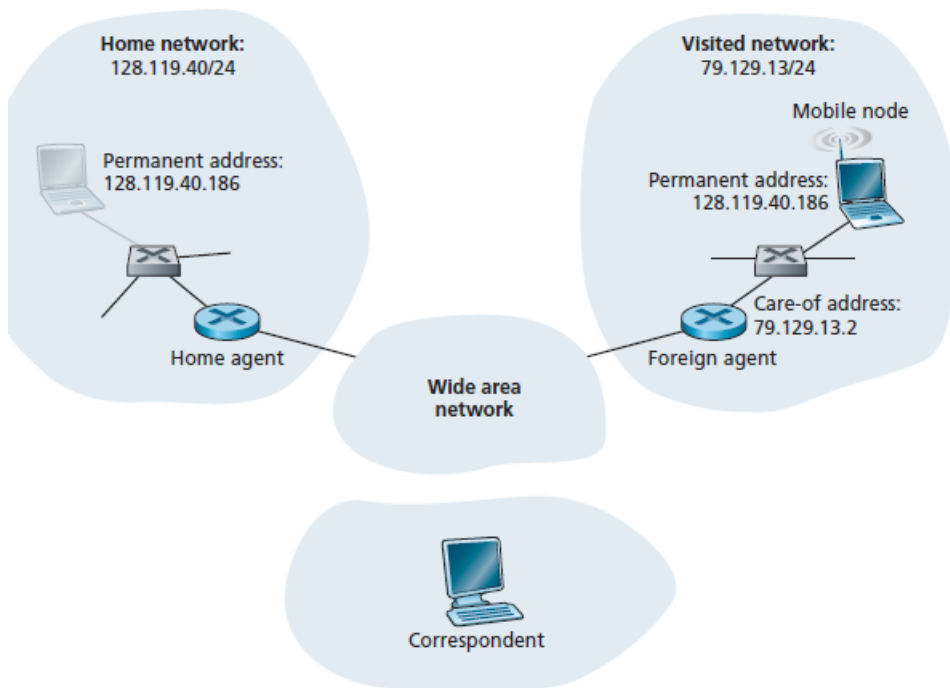 Home network:
128.119.40/24
Visited network:
79.129.13/24
Mobile node
Permanent address:
128.119.40.186
Permanent address:
128.119.40.186
Care-of address:
79.129.13.2
Home agent
Foreign agent
Wide area
network
Correspondent